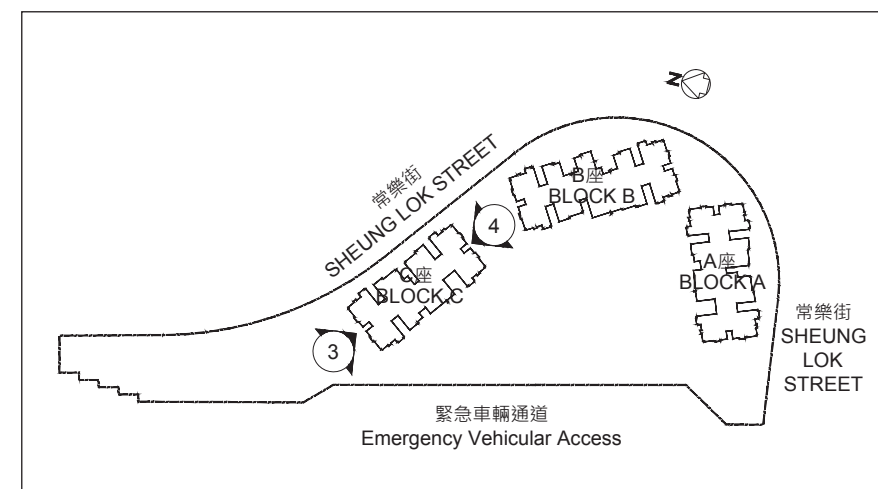 N
常樂街
SHEUNG LOK STREET
B座
BLOCK B
4
C座
BLOCK C
A座
BLOCK A
3
常樂街
SHEUNG
LOK
STREET
緊急車輛通道
Emergency Vehicular Access